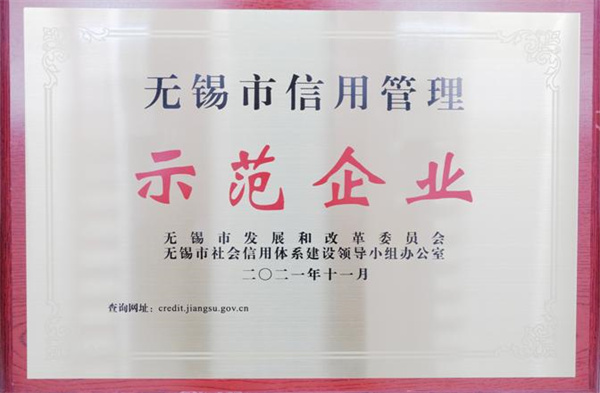 无锡市信用管理
示范企业
无锡市发展和改革委员会
无锡市社会信用体系建设领导小组办公室
二〇二一年十一月
查询网址：credit.jiangsu.gov.cn